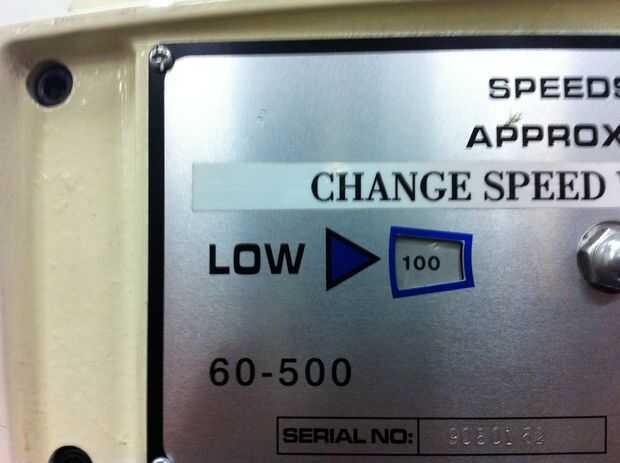 SPEEDS
APPROX
CHANGE SPEED
LOW 100
60-500
SERIAL NO: